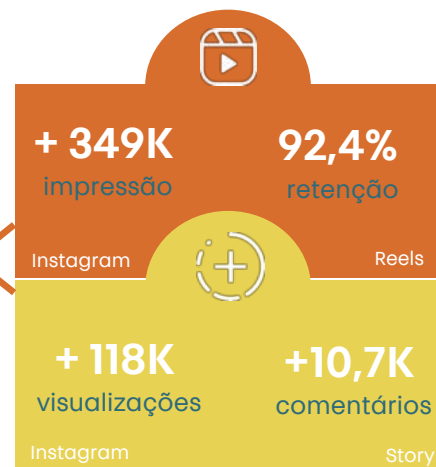 + 349K
impressão
92,4%
retenção
Instagram
Reels
+ 118K
visualizações
+10,7K
comentários
Instagram
Story